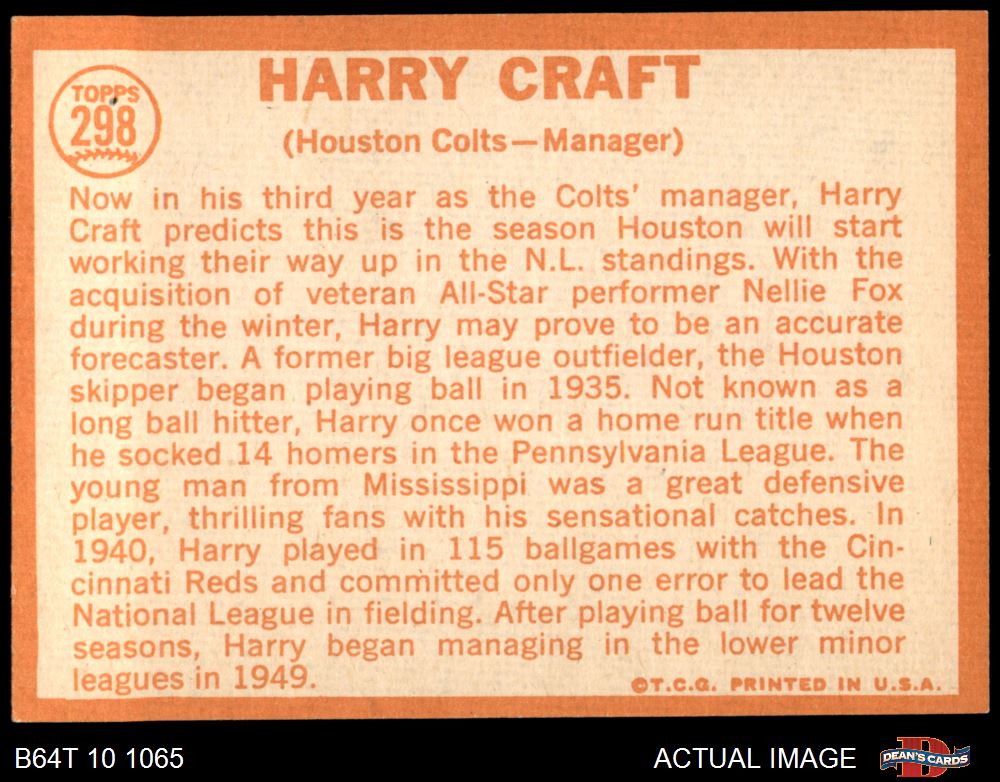 TOPPS
298
HARRY CRAFT
(Houston Colts—Manager)
Now in his third year as the Colts' manager, Harry
Craft predicts this is the season Houston will start
working their way up in the N.L. standings. With the
acquisition of veteran All-Star performer Nellie Fox
during the winter, Harry may prove to be an accurate
forecaster. A former big league outfielder, the Houston
skipper began playing ball in 1935. Not known as a
long ball hitter, Harry once won a home run title when
he socked 14 homers in the Pennsylvania League. The
young man from Mississippi was a great defensive
player, thrilling fans with his sensational catches. In
1940, Harry played in 115 ballgames with the Cin-
cinnati Reds and committed only one error to lead the
National League in fielding. After playing ball for twelve
seasons, Harry began managing in the lower minor
leagues in 1949.
©T.C.G. PRINTED IN U.S.A.
B64T 10 1065
ACTUAL IMAGE
D
DEAN'S CARDS